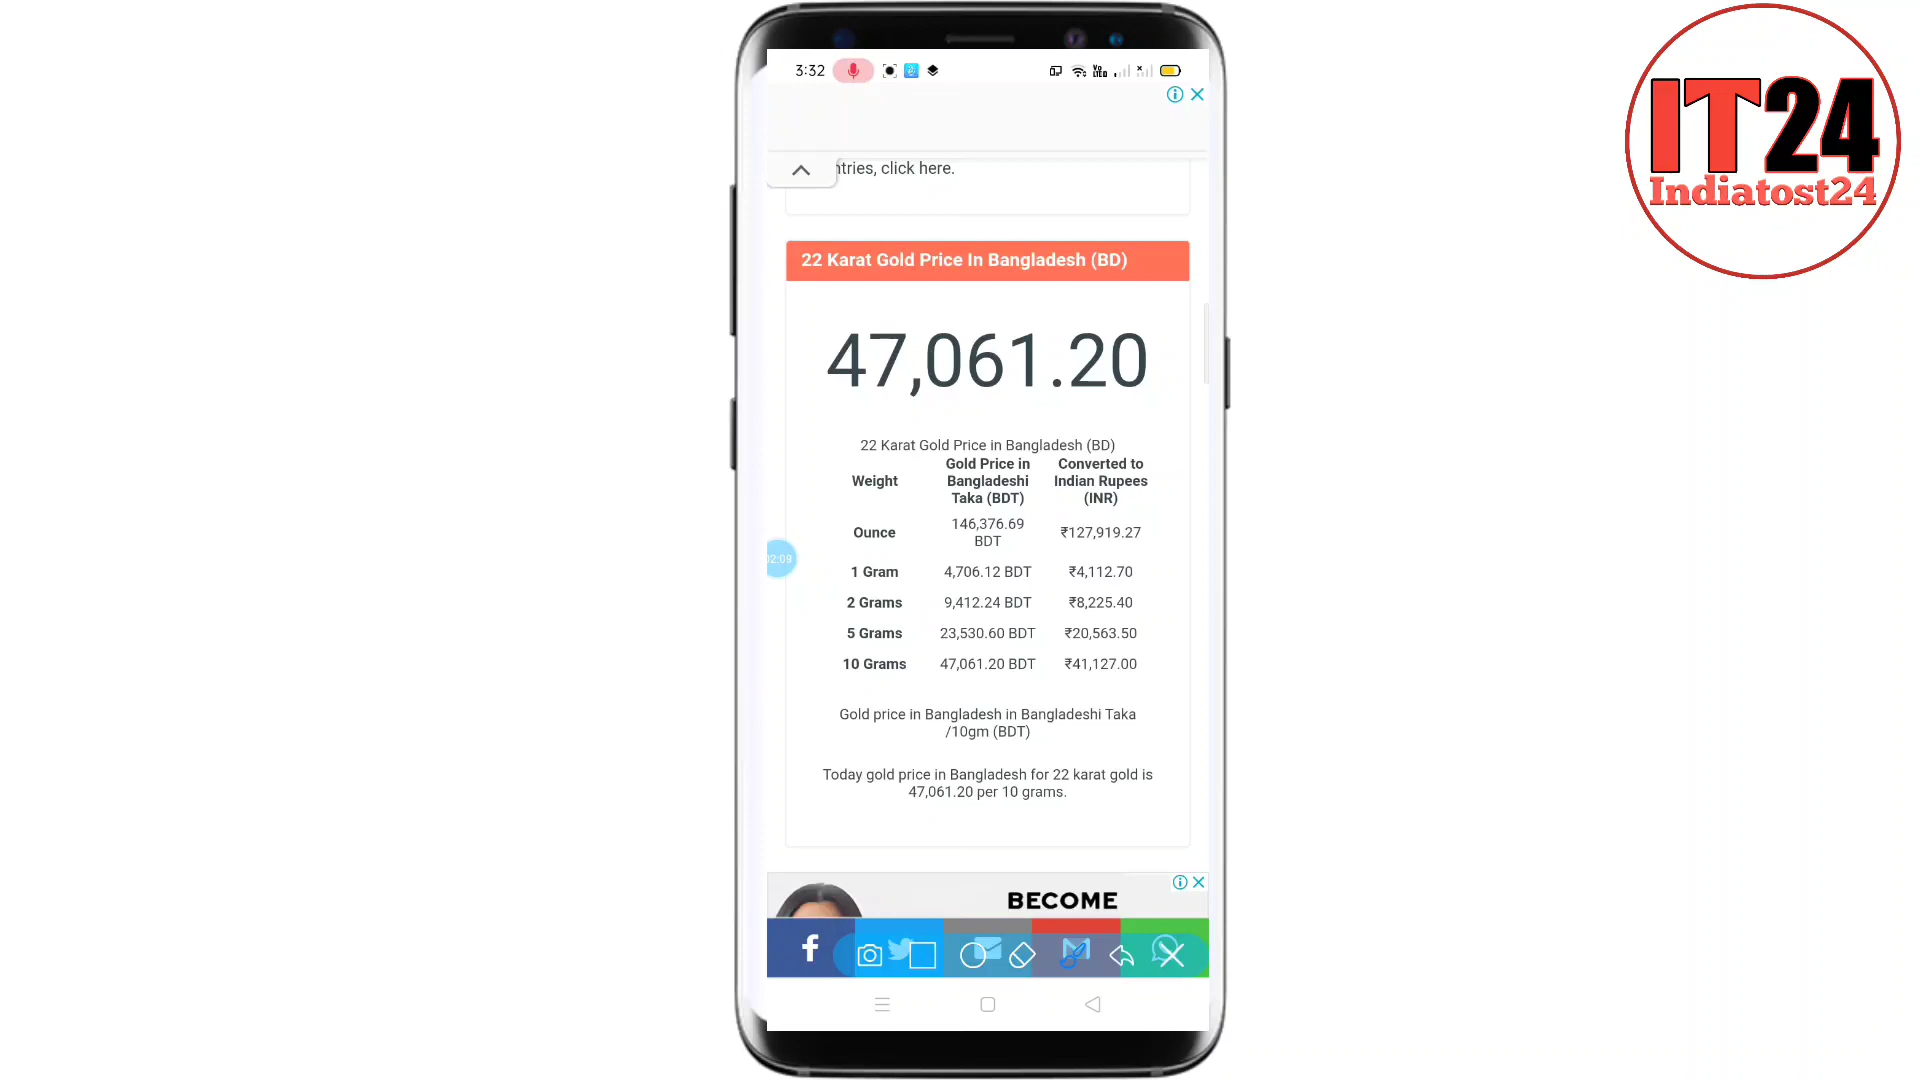 3:32
ntries, click here.
22 Karat Gold Price In Bangladesh (BD)
47,061.20
22 Karat Gold Price in Bangladesh (BD)
Weight Gold Price in Bangladeshi Taka (BDT) Converted to Indian Rupees (INR)
Ounce 146,376.69 BDT ₹127,919.27
1 Gram 4,706.12 BDT ₹4,112.70
2 Grams 9,412.24 BDT ₹8,225.40
5 Grams 23,530.60 BDT ₹20,563.50
10 Grams 47,061.20 BDT ₹41,127.00
Gold price in Bangladesh in Bangladeshi Taka
/10gm (BDT)
Today gold price in Bangladesh for 22 karat gold is
47,061.20 per 10 grams.
02:09
BECOME
IT24
Indiatost24